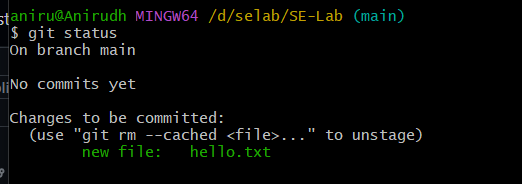 aniru@Anirudh MINGW64 /d/selab/SE-Lab (main)
$ git status
On branch main

No commits yet

Changes to be committed:
  (use "git rm --cached <file>..." to unstage)
        new file:   hello.txt